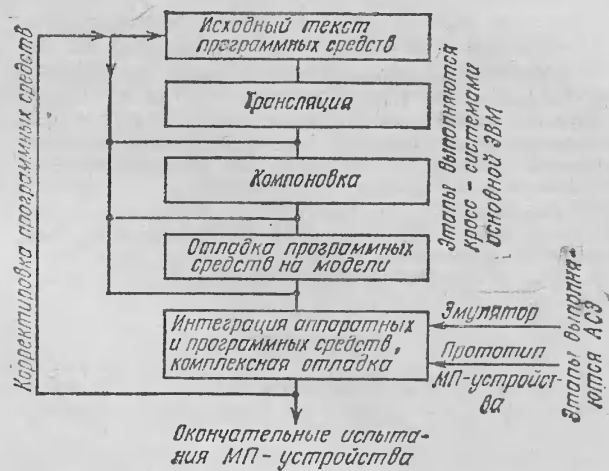 Исходный текст
программных средств
Трансляция
Компоновка
Отладка программных
средств на модели
Интеграция аппаратных
и программных средств,
комплексная отладка
Окончательные испыта-
ния МП-устройства
Корректировка программных средств
Этапы выполняются
кросс-системами
основной ЭВМ
Эмулятор
Прототип
МП-устройст-
ва
Этапы выполня-
ются АСЭ